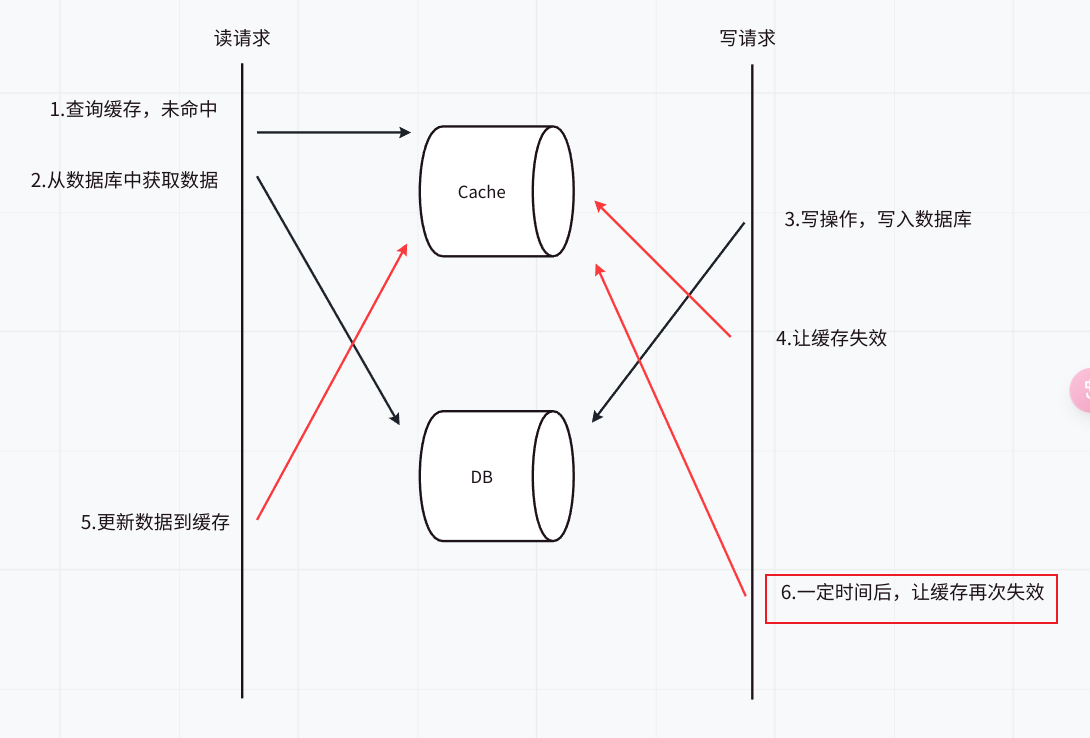 读请求
写请求
1.查询缓存，未命中
2.从数据库中获取数据
Cache
3.写操作，写入数据库
4.让缓存失效
DB
5.更新数据到缓存
6.一定时间后，让缓存再次失效